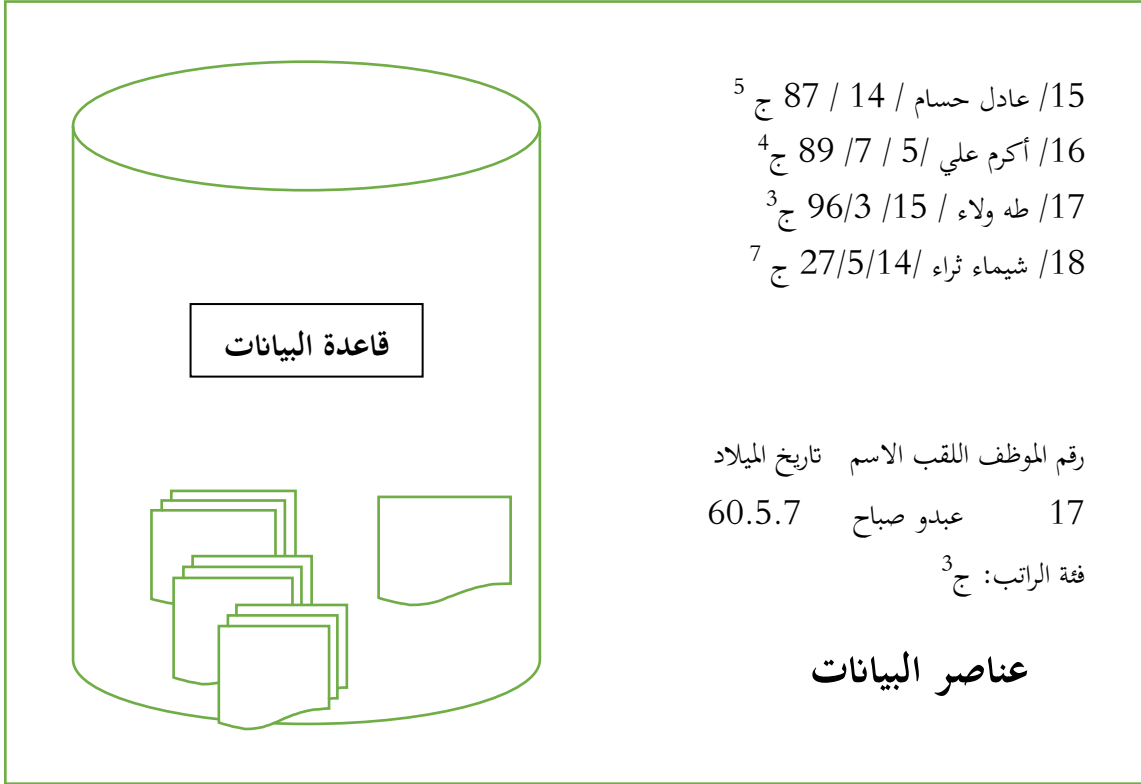 15/ عادل حسام / 14 / 87 ج ⁵
16/ أكرم علي /5 / 7/ 89 ج⁴
17/ طه ولاء / 15/ 96/3 ج³
18/ شيماء ثراء /27/5/14 ج ⁷
قاعدة البيانات
رقم الموظف اللقب الاسم تاريخ الميلاد
17 عبدو صباح 60.5.7
فئة الراتب: ج³
عناصر البيانات